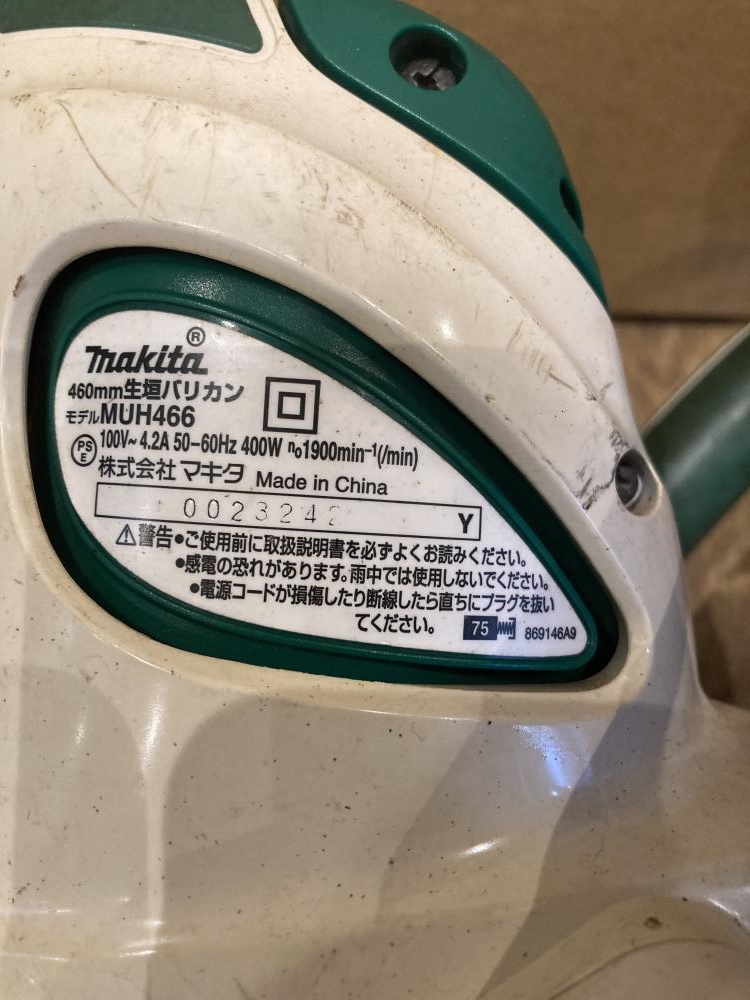 makita®
460mm生垣バリカン
モデルMUH466
PSE 100V~ 4.2A 50-60Hz 400W n₀1900min⁻¹(/min)
株式会社マキタ Made in China
Y
⚠警告•ご使用前に取扱説明書を必ずよくお読みください。
•感電の恐れがあります。雨中では使用しないでください。
•電源コードが損傷したり断線したら直ちにプラグを抜い
てください。
75 869146A9